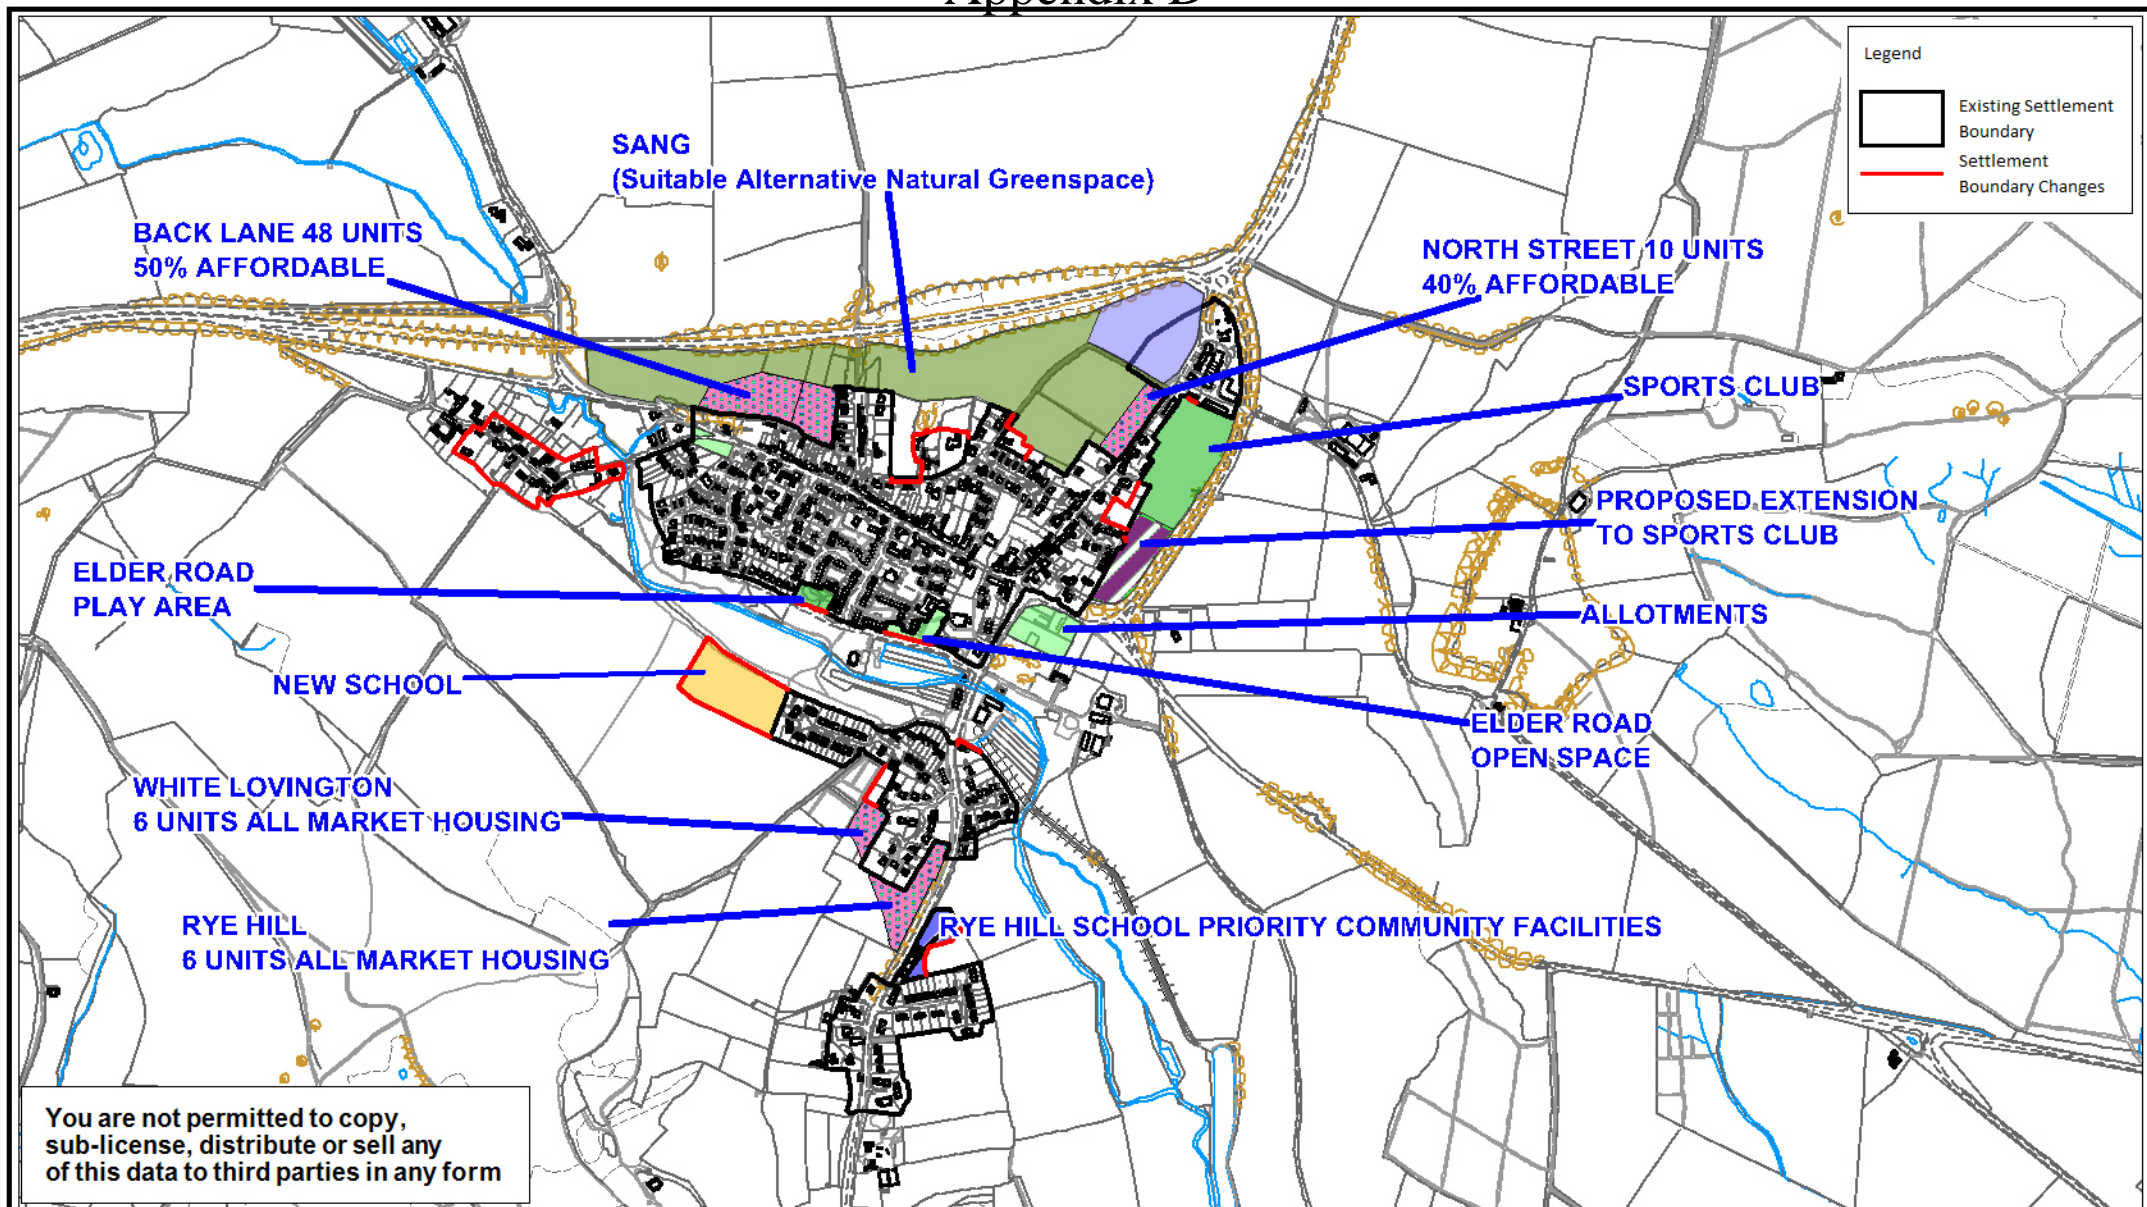 Appendix B
Legend
Existing Settlement
Boundary
Settlement
Boundary Changes
SANG
(Suitable Alternative Natural Greenspace)
BACK LANE 48 UNITS
50% AFFORDABLE
NORTH STREET 10 UNITS
40% AFFORDABLE
SPORTS CLUB
PROPOSED EXTENSION
TO SPORTS CLUB
ELDER ROAD
PLAY AREA
ALLOTMENTS
NEW SCHOOL
ELDER ROAD
OPEN SPACE
WHITE LOVINGTON
6 UNITS ALL MARKET HOUSING
RYE HILL
6 UNITS ALL MARKET HOUSING
RYE HILL SCHOOL PRIORITY COMMUNITY FACILITIES
You are not permitted to copy,
sub-license, distribute or sell any
of this data to third parties in any form